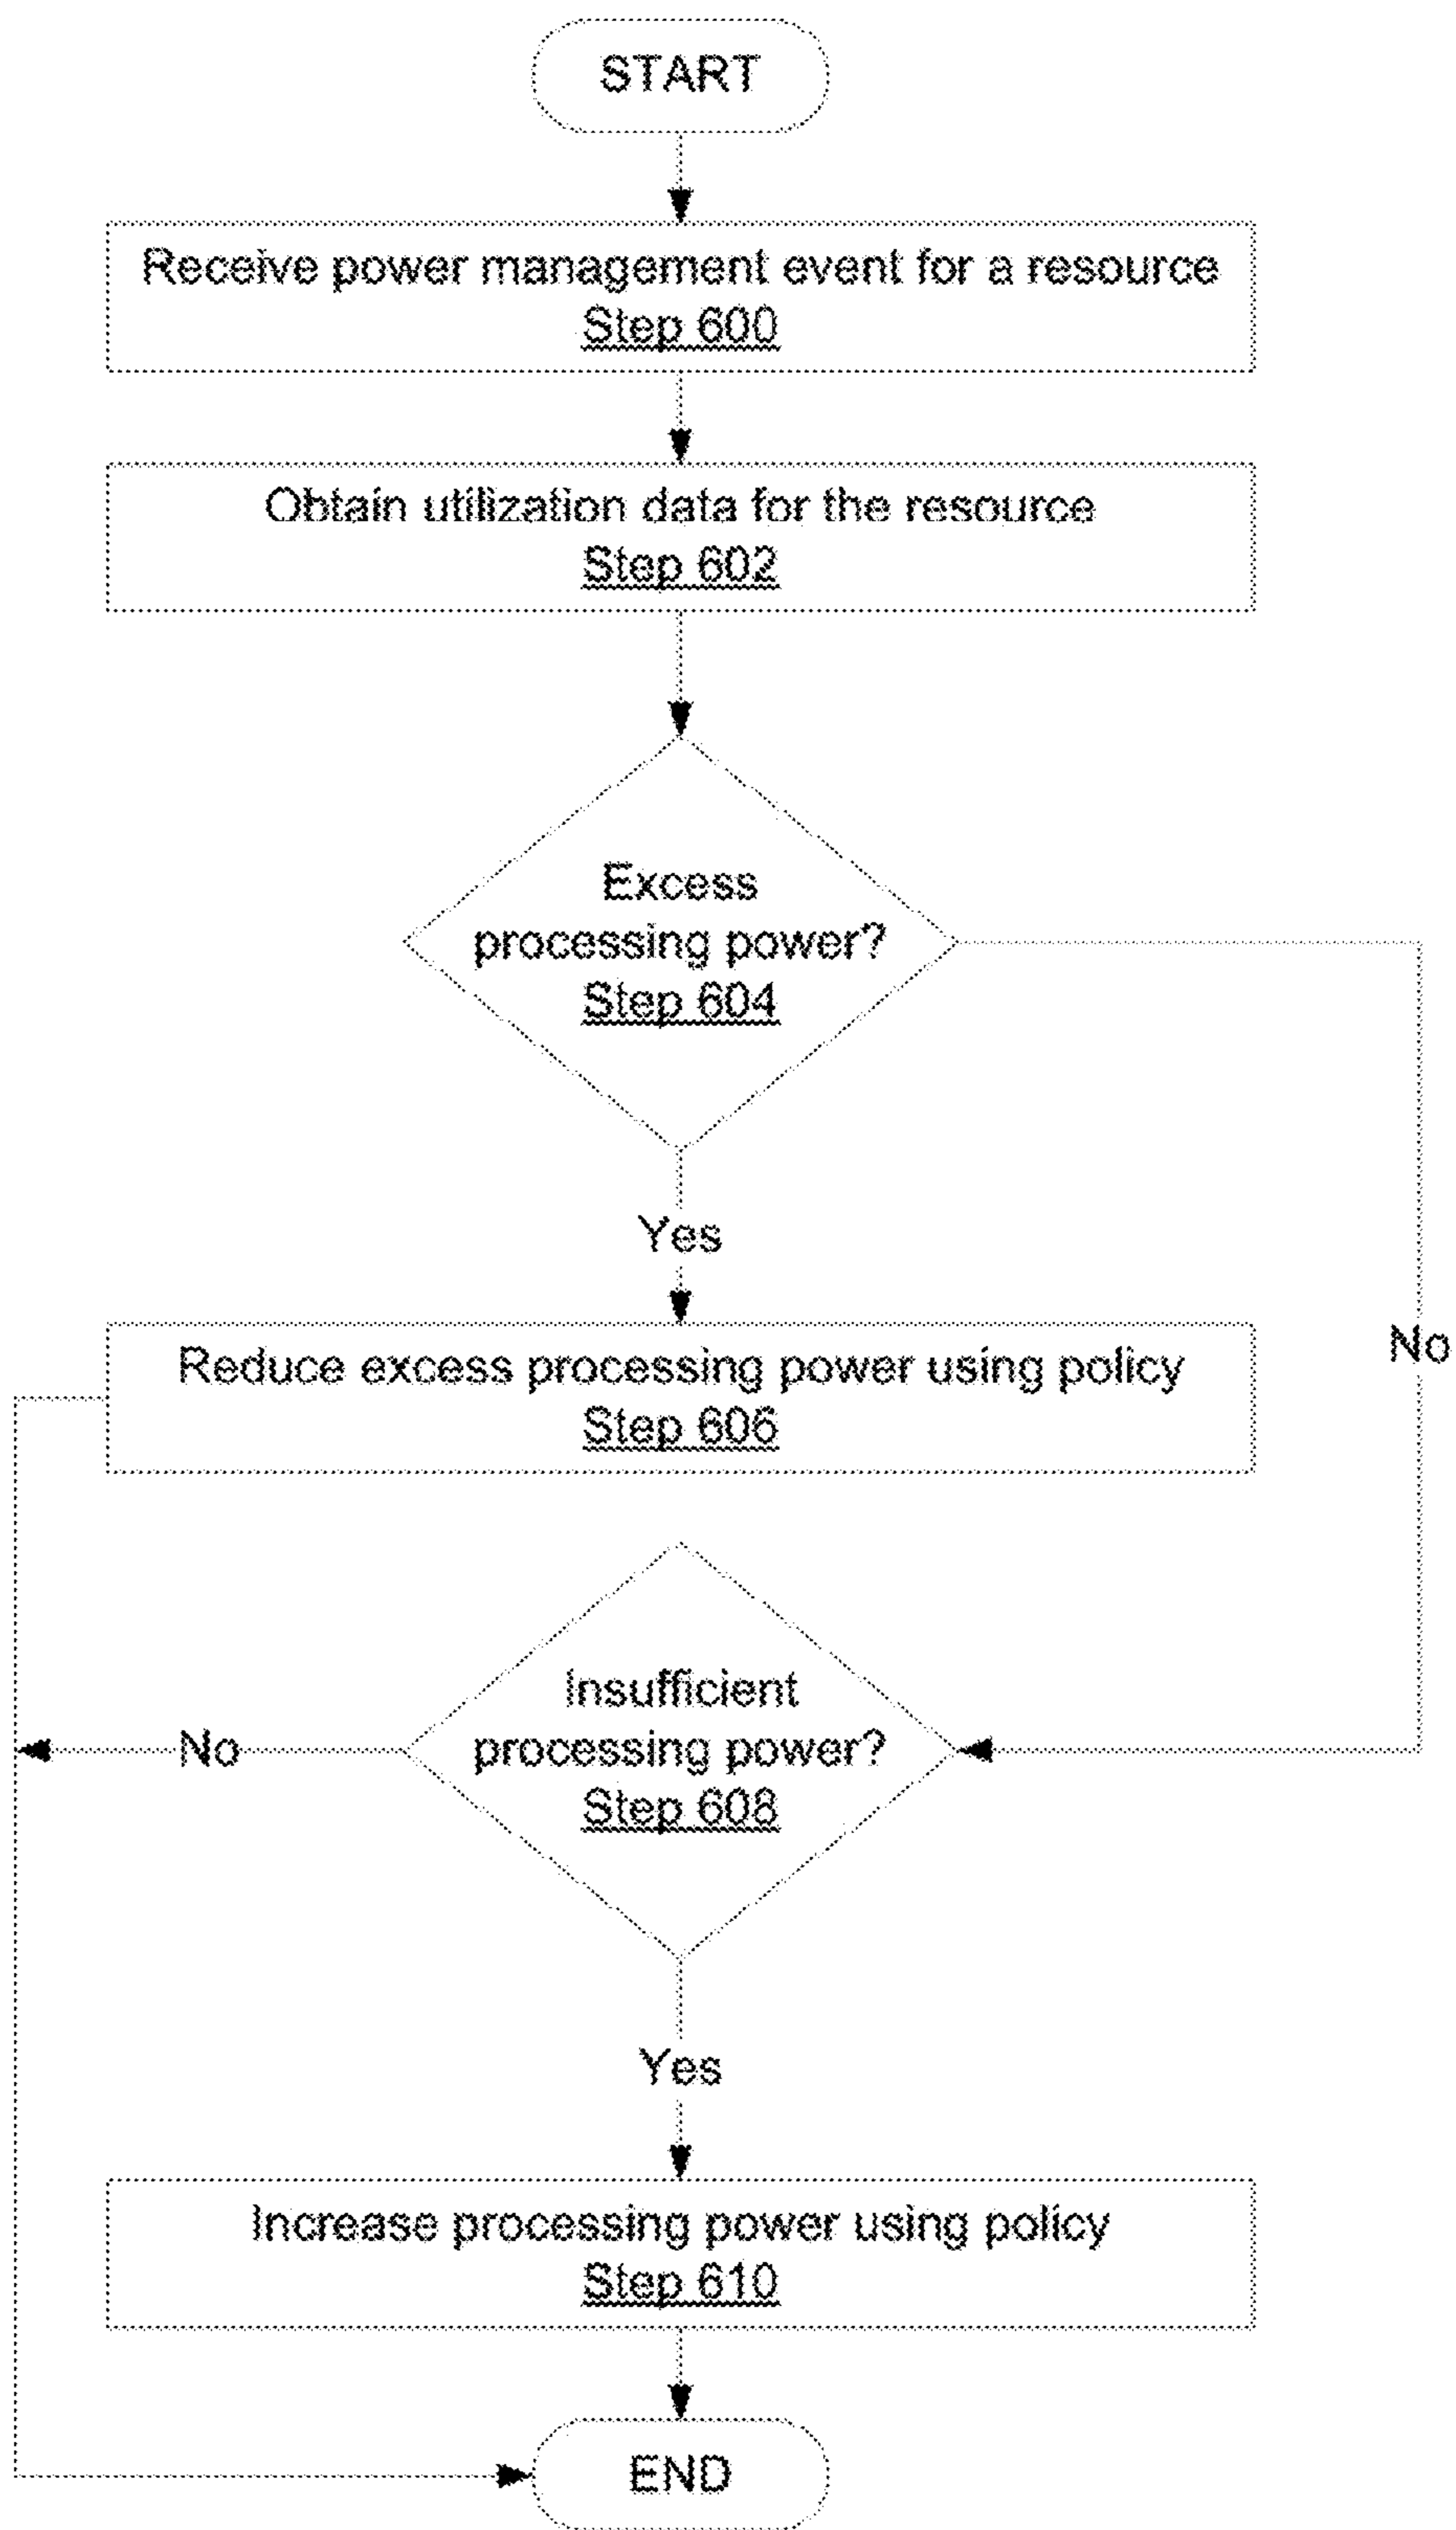 START
Receive power management event for a resource
Step 600
Obtain utilization data for the resource
Step 602
Excess
processing power?
Step 604
Yes
No
Reduce excess processing power using policy
Step 606
Insufficient
processing power?
Step 608
No
Yes
Increase processing power using policy
Step 610
END